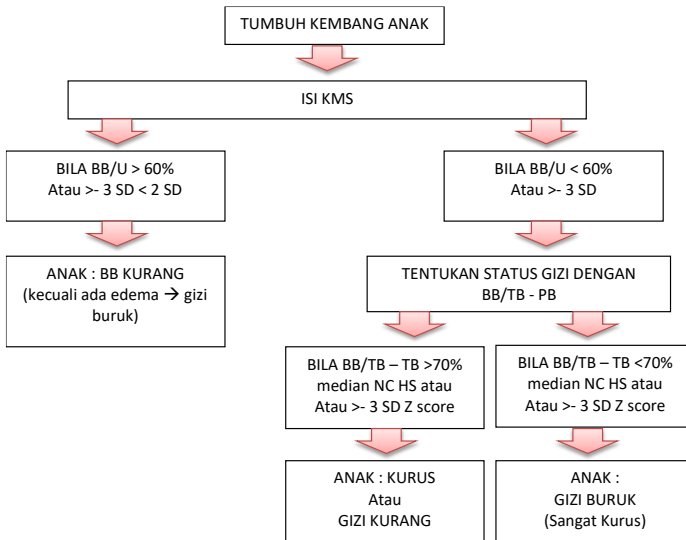 TUMBUH KEMBANG ANAK
ISI KMS
BILA BB/U > 60%
Atau >- 3 SD < 2 SD
BILA BB/U < 60%
Atau >- 3 SD
ANAK : BB KURANG
(kecuali ada edema → gizi
buruk)
TENTUKAN STATUS GIZI DENGAN
BB/TB - PB
BILA BB/TB – TB >70%
median NC HS atau
Atau >- 3 SD Z score
BILA BB/TB – TB <70%
median NC HS atau
Atau >- 3 SD Z score
ANAK : KURUS
Atau
GIZI KURANG
ANAK :
GIZI BURUK
(Sangat Kurus)